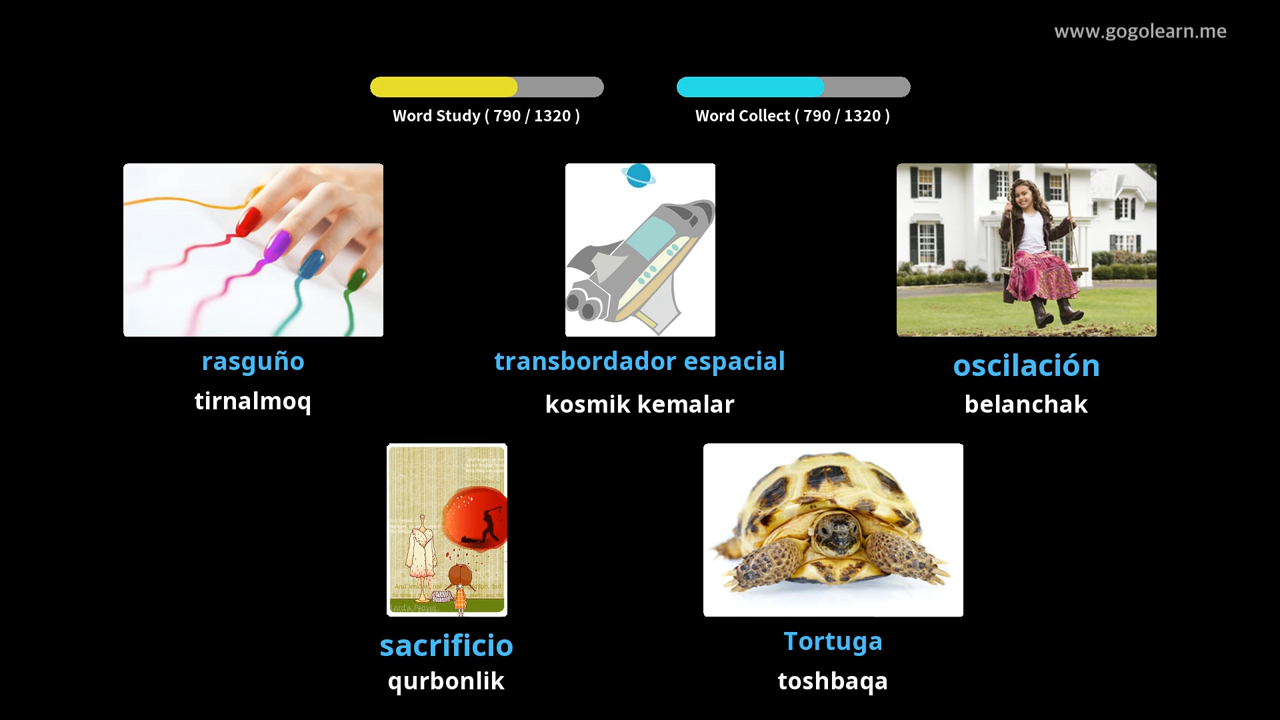 www.gogolearn.me
Word Study ( 790 / 1320 )
Word Collect ( 790 / 1320 )
rasguño
tirnalmoq
transbordador espacial
kosmik kemalar
oscilación
belanchak
sacrificio
qurbonlik
Tortuga
toshbaqa